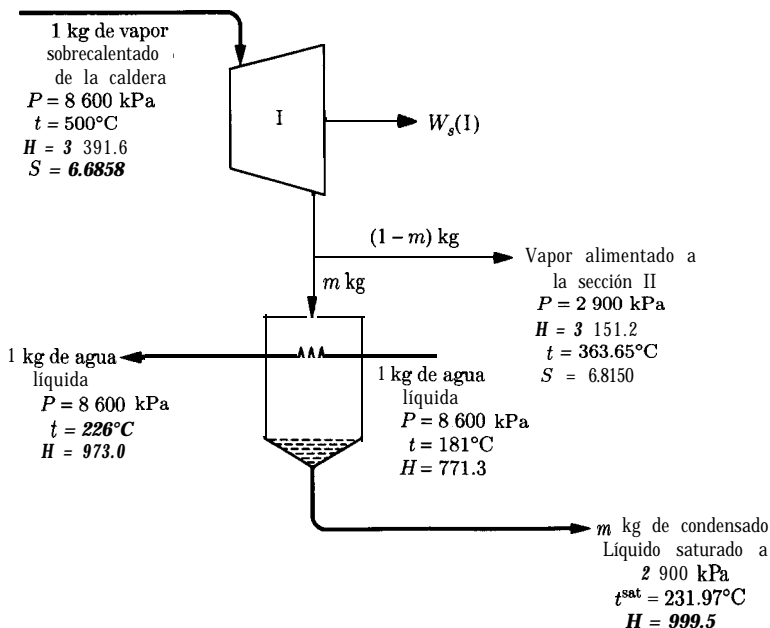 1 kg de vapor
sobrecalentado
de la caldera
P = 8 600 kPa
t = 500°C
H = 3 391.6
S = 6.6858
I
Ws(I)
(1 − m) kg
m kg
Vapor alimentado a
la sección II
P = 2 900 kPa
H = 3 151.2
t = 363.65°C
S = 6.8150
1 kg de agua
líquida
P = 8 600 kPa
t = 226°C
H = 973.0
1 kg de agua
líquida
P = 8 600 kPa
t = 181°C
H = 771.3
m kg de condensado
Líquido saturado a
2 900 kPa
t^sat = 231.97°C
H = 999.5